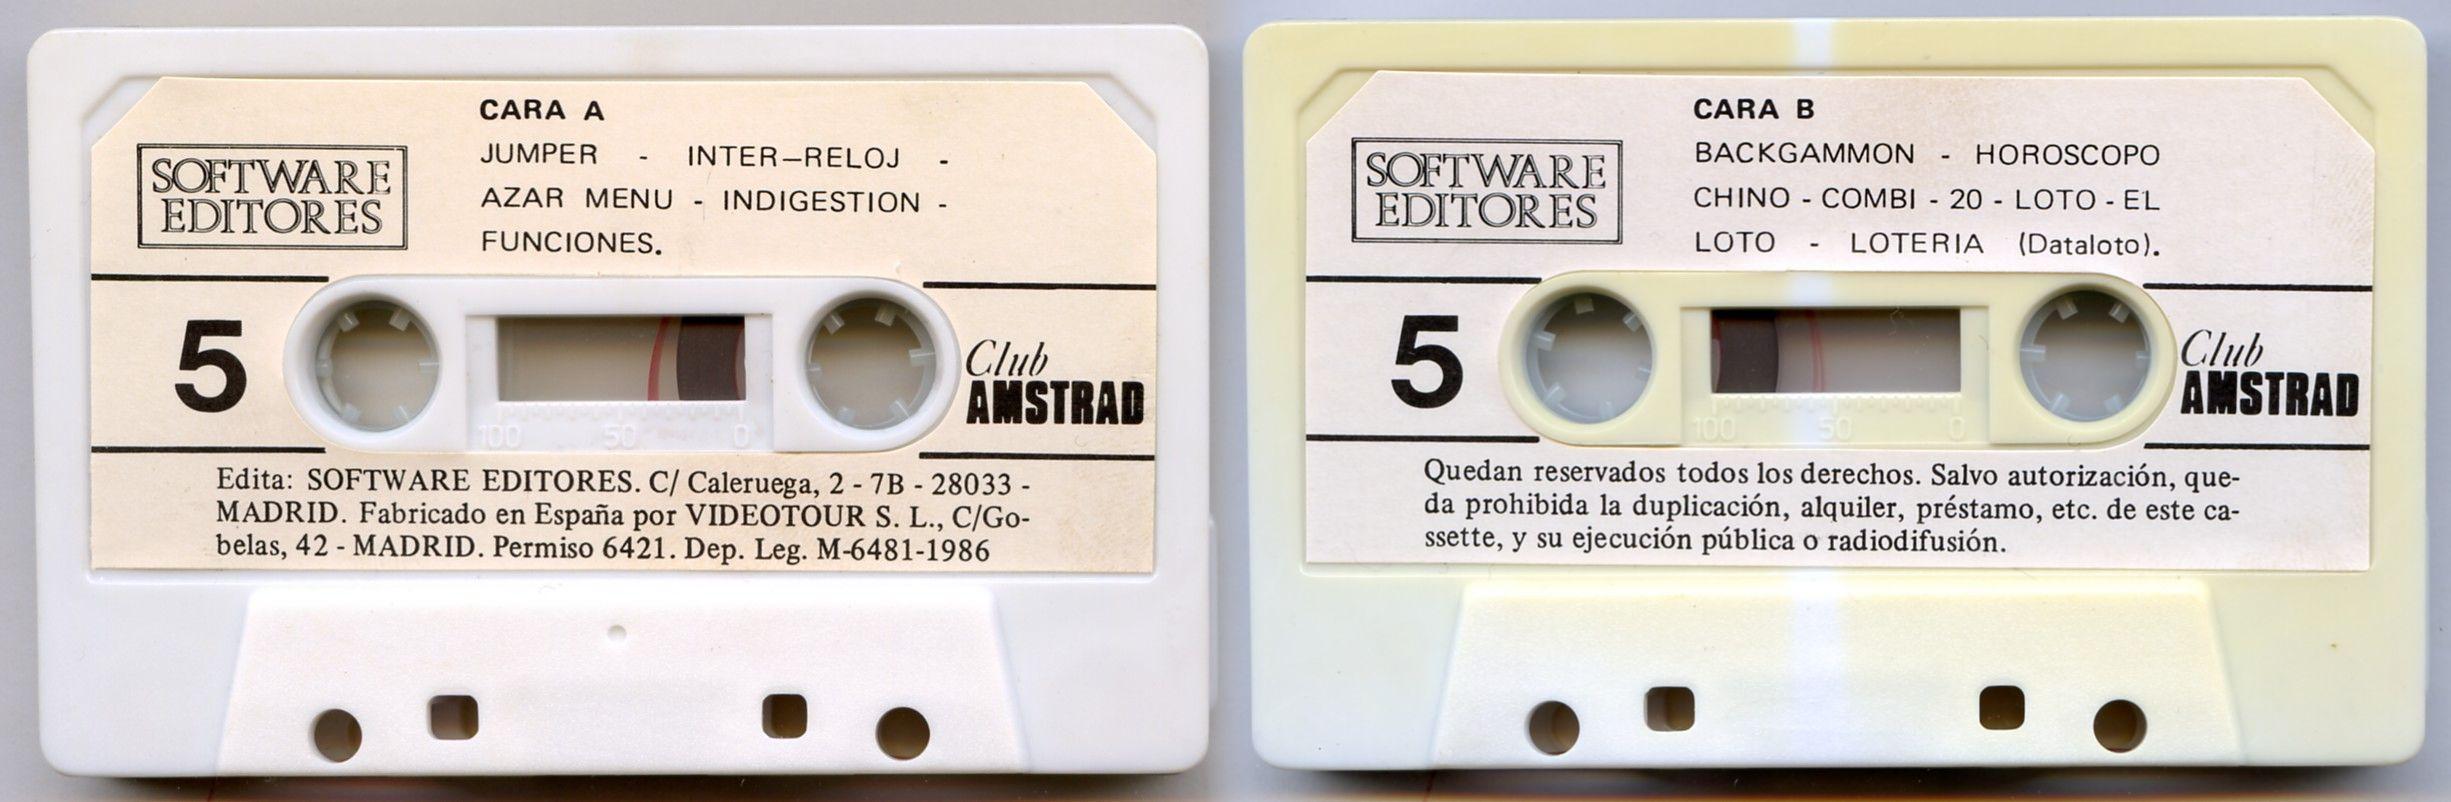 CARA A
JUMPER - INTER-RELOJ -
AZAR MENU - INDIGESTION -
FUNCIONES.
SOFTWARE
EDITORES
5
Club
AMSTRAD
100 50 0
Edita: SOFTWARE EDITORES. C/ Caleruega, 2 - 7B - 28033 -
MADRID. Fabricado en España por VIDEOTOUR S. L., C/Go-
belas, 42 - MADRID. Permiso 6421. Dep. Leg. M-6481-1986
CARA B
BACKGAMMON - HOROSCOPO
CHINO - COMBI - 20 - LOTO - EL
LOTO - LOTERIA (Dataloto).
SOFTWARE
EDITORES
5
Club
AMSTRAD
100 50 0
Quedan reservados todos los derechos. Salvo autorización, que-
da prohibida la duplicación, alquiler, préstamo, etc. de este ca-
ssette, y su ejecución pública o radiodifusión.